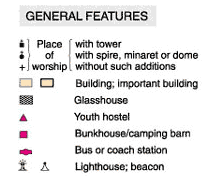 GENERAL FEATURES
Place with tower
of with spire, minaret or dome
+ worship without such additions
Building; important building
Glasshouse
Youth hostel
Bunkhouse/camping barn
Bus or coach station
Lighthouse; beacon